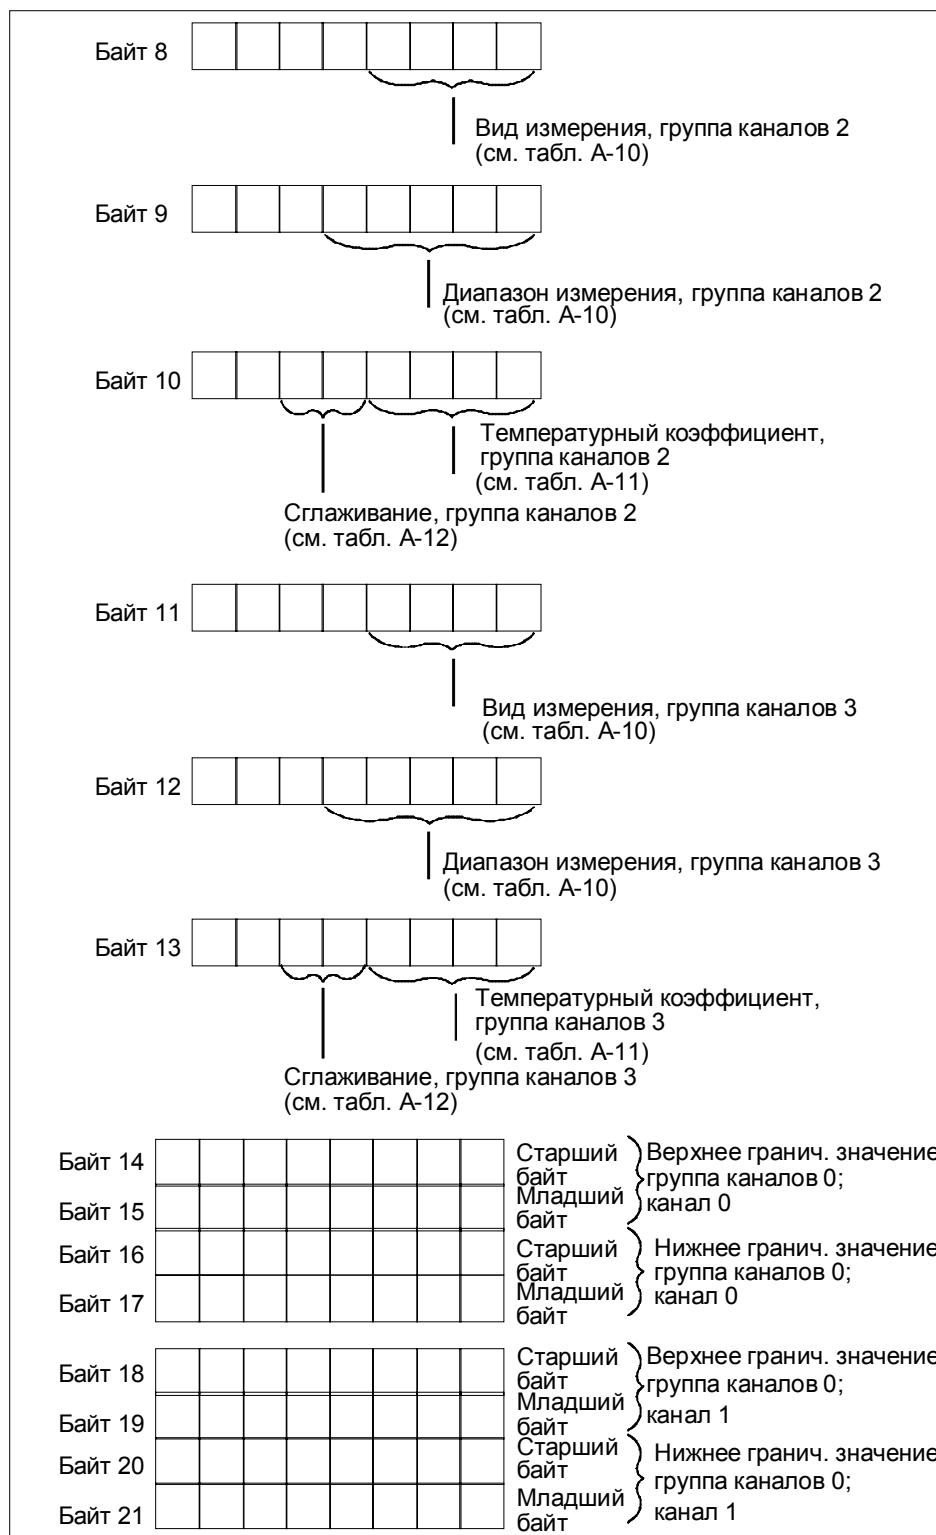 Байт 8
Вид измерения, группа каналов 2
(см. табл. A-10)
Байт 9
Диапазон измерения, группа каналов 2
(см. табл. A-10)
Байт 10
Температурный коэффициент,
группа каналов 2
(см. табл. A-11)
Сглаживание, группа каналов 2
(см. табл. A-12)
Байт 11
Вид измерения, группа каналов 3
(см. табл. A-10)
Байт 12
Диапазон измерения, группа каналов 3
(см. табл. A-10)
Байт 13
Температурный коэффициент,
группа каналов 3
(см. табл. A-11)
Сглаживание, группа каналов 3
(см. табл. A-12)
Байт 14
Старший
байт
Байт 15
Младший
байт
Верхнее гранич. значение
группа каналов 0;
канал 0
Байт 16
Старший
байт
Байт 17
Младший
байт
Нижнее гранич. значение
группа каналов 0;
канал 0
Байт 18
Старший
байт
Байт 19
Младший
байт
Верхнее гранич. значение
группа каналов 0;
канал 1
Байт 20
Старший
байт
Байт 21
Младший
байт
Нижнее гранич. значение
группа каналов 0;
канал 1